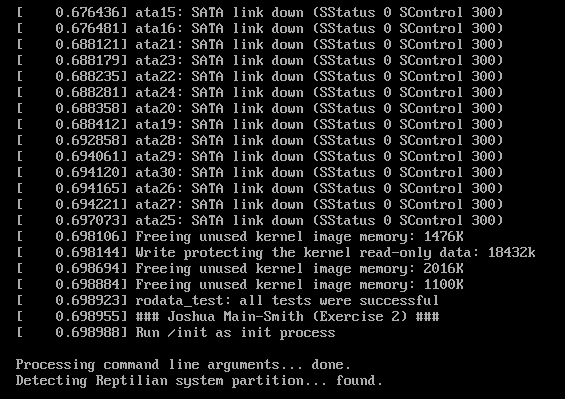 [    0.676436] ata15: SATA link down (SStatus 0 SControl 300)
[    0.676481] ata16: SATA link down (SStatus 0 SControl 300)
[    0.688121] ata21: SATA link down (SStatus 0 SControl 300)
[    0.688179] ata23: SATA link down (SStatus 0 SControl 300)
[    0.688235] ata22: SATA link down (SStatus 0 SControl 300)
[    0.688281] ata24: SATA link down (SStatus 0 SControl 300)
[    0.688358] ata20: SATA link down (SStatus 0 SControl 300)
[    0.688412] ata19: SATA link down (SStatus 0 SControl 300)
[    0.692858] ata28: SATA link down (SStatus 0 SControl 300)
[    0.694061] ata29: SATA link down (SStatus 0 SControl 300)
[    0.694120] ata30: SATA link down (SStatus 0 SControl 300)
[    0.694165] ata26: SATA link down (SStatus 0 SControl 300)
[    0.694221] ata27: SATA link down (SStatus 0 SControl 300)
[    0.697073] ata25: SATA link down (SStatus 0 SControl 300)
[    0.698106] Freeing unused kernel image memory: 1476K
[    0.698144] Write protecting the kernel read-only data: 18432k
[    0.698694] Freeing unused kernel image memory: 2016K
[    0.698884] Freeing unused kernel image memory: 1100K
[    0.698923] rodata_test: all tests were successful
[    0.698955] ### Joshua Main-Smith (Exercise 2) ###
[    0.698988] Run /init as init process
Processing command line arguments... done.
Detecting Reptilian system partition... found.